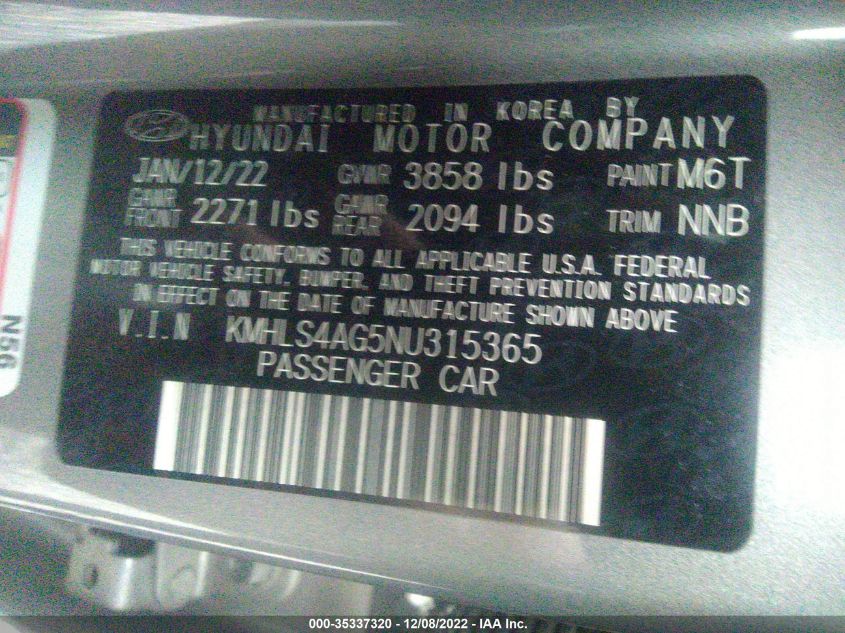 MANUFACTURED IN KOREA BY
HYUNDAI MOTOR COMPANY
JAN/12/22 GVWR 3858 lbs PAINT M6T
GAWR FRONT 2271 lbs GAWR REAR 2094 lbs TRIM NNB
THIS VEHICLE CONFORMS TO ALL APPLICABLE U.S.A. FEDERAL
MOTOR VEHICLE SAFETY, BUMPER, AND THEFT PREVENTION STANDARDS
IN EFFECT ON THE DATE OF MANUFACTURE SHOWN ABOVE
V.I.N KMHLS4AG5NU315365
PASSENGER CAR
N56
000-35337320 - 12/08/2022 - IAA Inc.